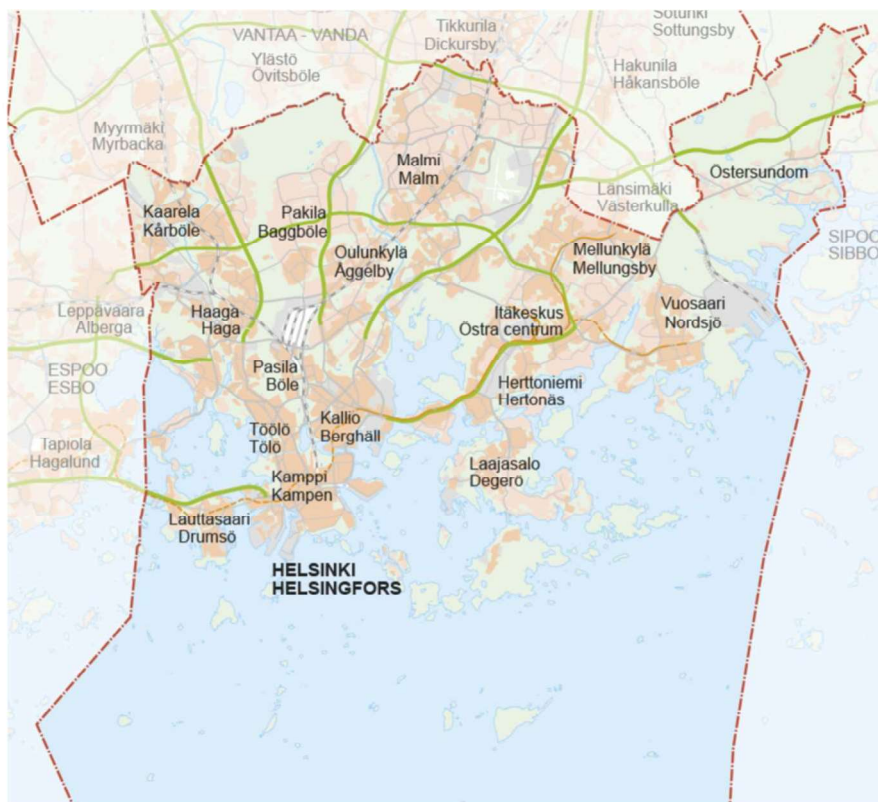 Soturiki
Sottungsby
Tikkurila
Dickursby
VANTAA - VANDA
Ylästö
Övitsböle
Hakunila
Håkansböle
Myyrmäki
Myrbacka
Malmi
Malm
Ostersundom
Länsimäki
Västerkulla
Kaarela
Kårböle
Pakila
Baggböle
SIPOO
SIBBO
Oulunkylä
Åggelby
Mellunkylä
Mellungsby
Leppävaara
Alberga
Haaga
Haga
Itäkeskus
Östra centrum
Vuosaari
Nordsjö
ESPOO
ESBO
Pasila
Böle
Herttoniemi
Hertonäs
Kallio
Berghäll
Töölö
Tölö
Tapiola
Hagalund
Laajasalo
Degerö
Kamppi
Kampen
Lauttasaari
Drumsö
HELSINKI
HELSINGFORS